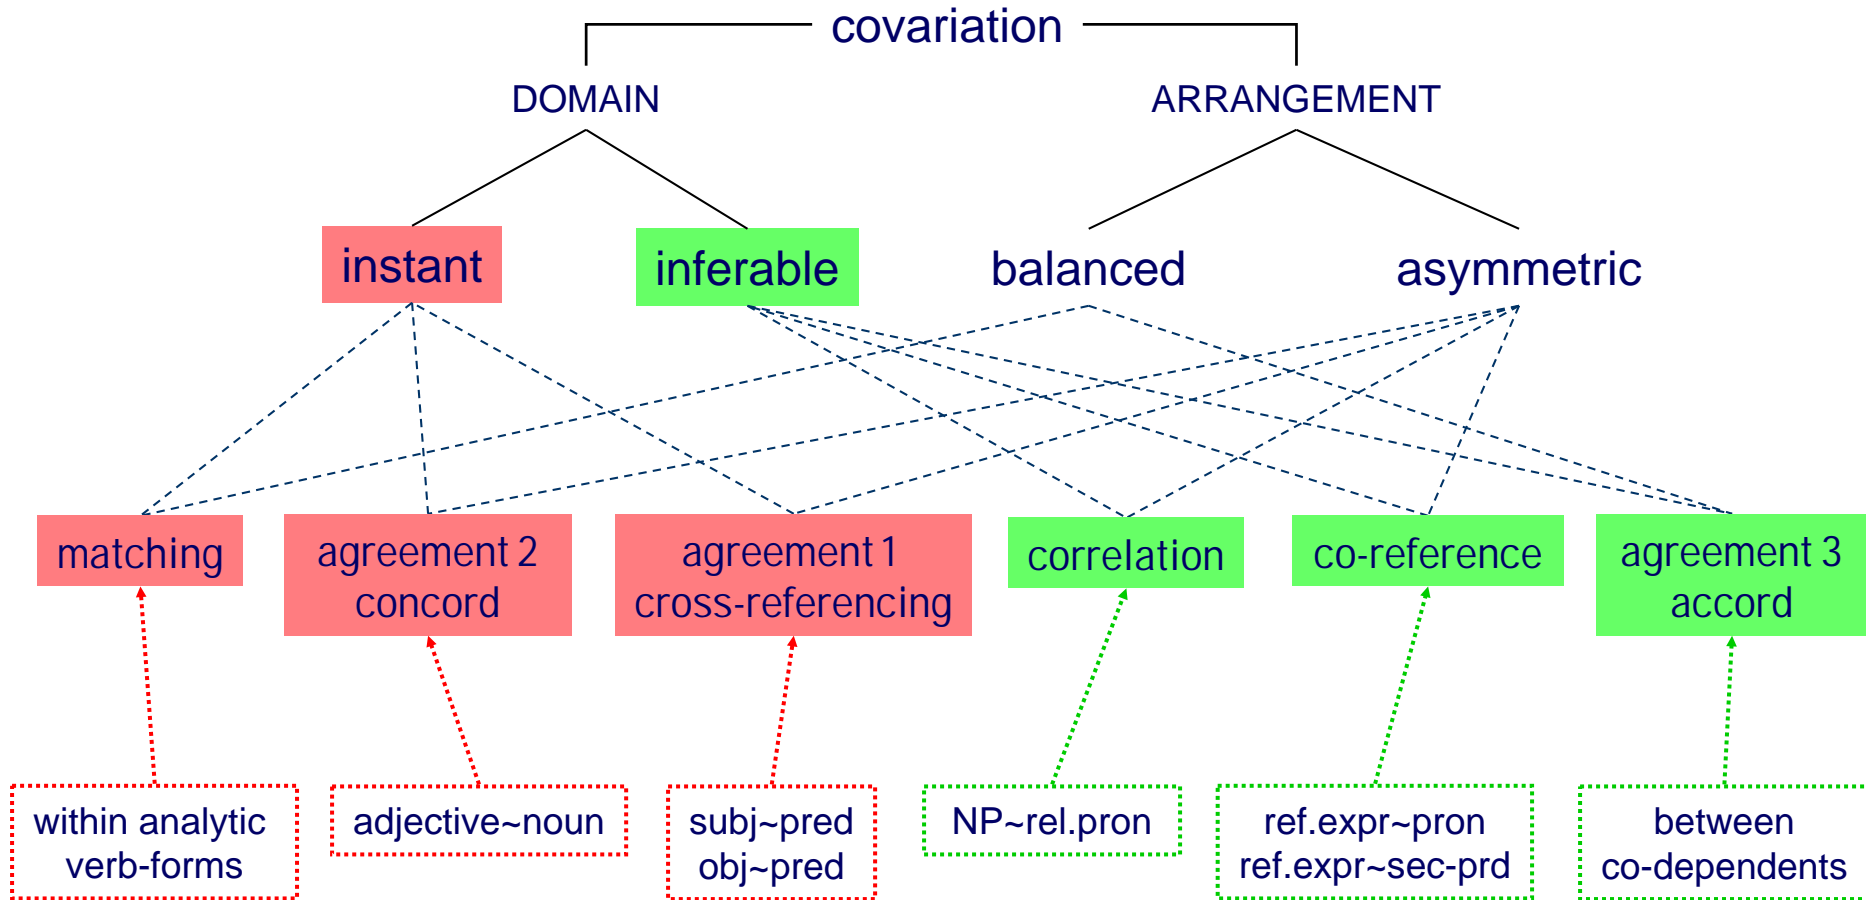 covariation
DOMAIN
ARRANGEMENT
instant
inferable
balanced
asymmetric
matching
agreement 2
concord
agreement 1
cross-referencing
correlation
co-reference
agreement 3
accord
within analytic
verb-forms
adjective~noun
subj~pred
obj~pred
NP~rel.pron
ref.expr~pron
ref.expr~sec-prd
between
co-dependents